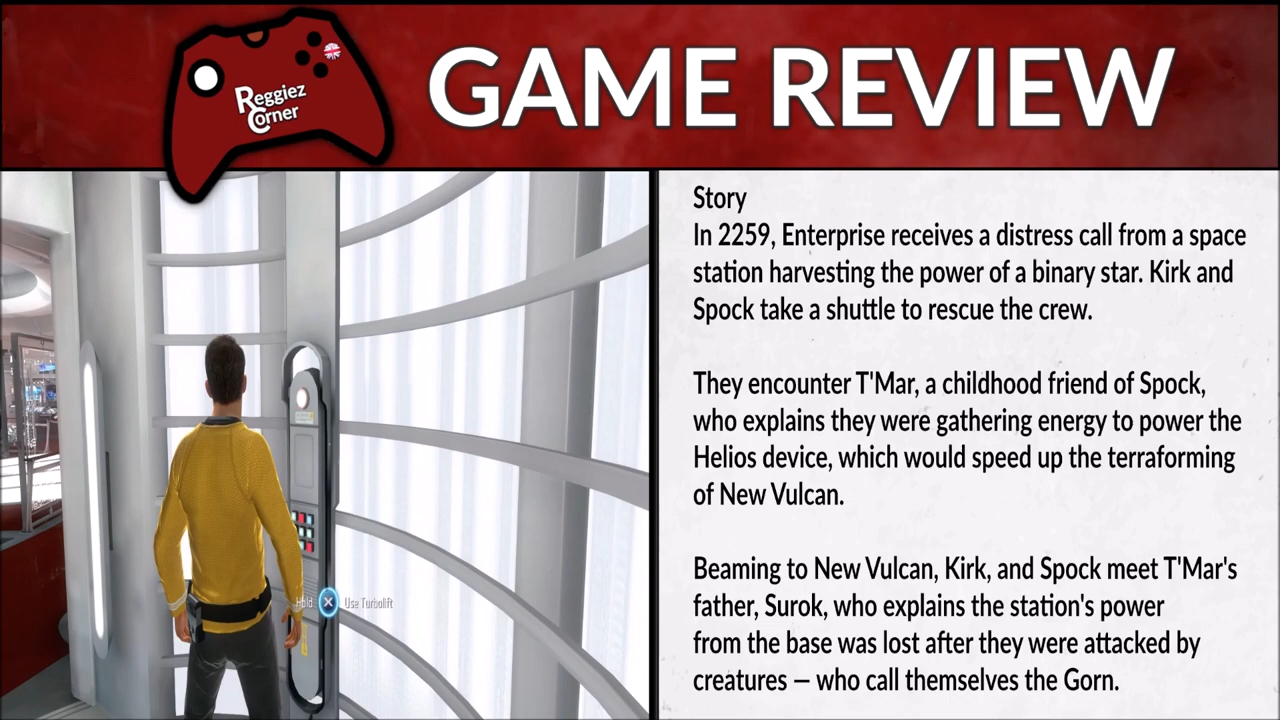 Reggiez
Corner
GAME REVIEW
Story
In 2259, Enterprise receives a distress call from a space
station harvesting the power of a binary star. Kirk and
Spock take a shuttle to rescue the crew.
They encounter T'Mar, a childhood friend of Spock,
who explains they were gathering energy to power the
Helios device, which would speed up the terraforming
of New Vulcan.
Beaming to New Vulcan, Kirk, and Spock meet T'Mar's
father, Surok, who explains the station's power
from the base was lost after they were attacked by
creatures — who call themselves the Gorn.
Hold X Use Turbolift